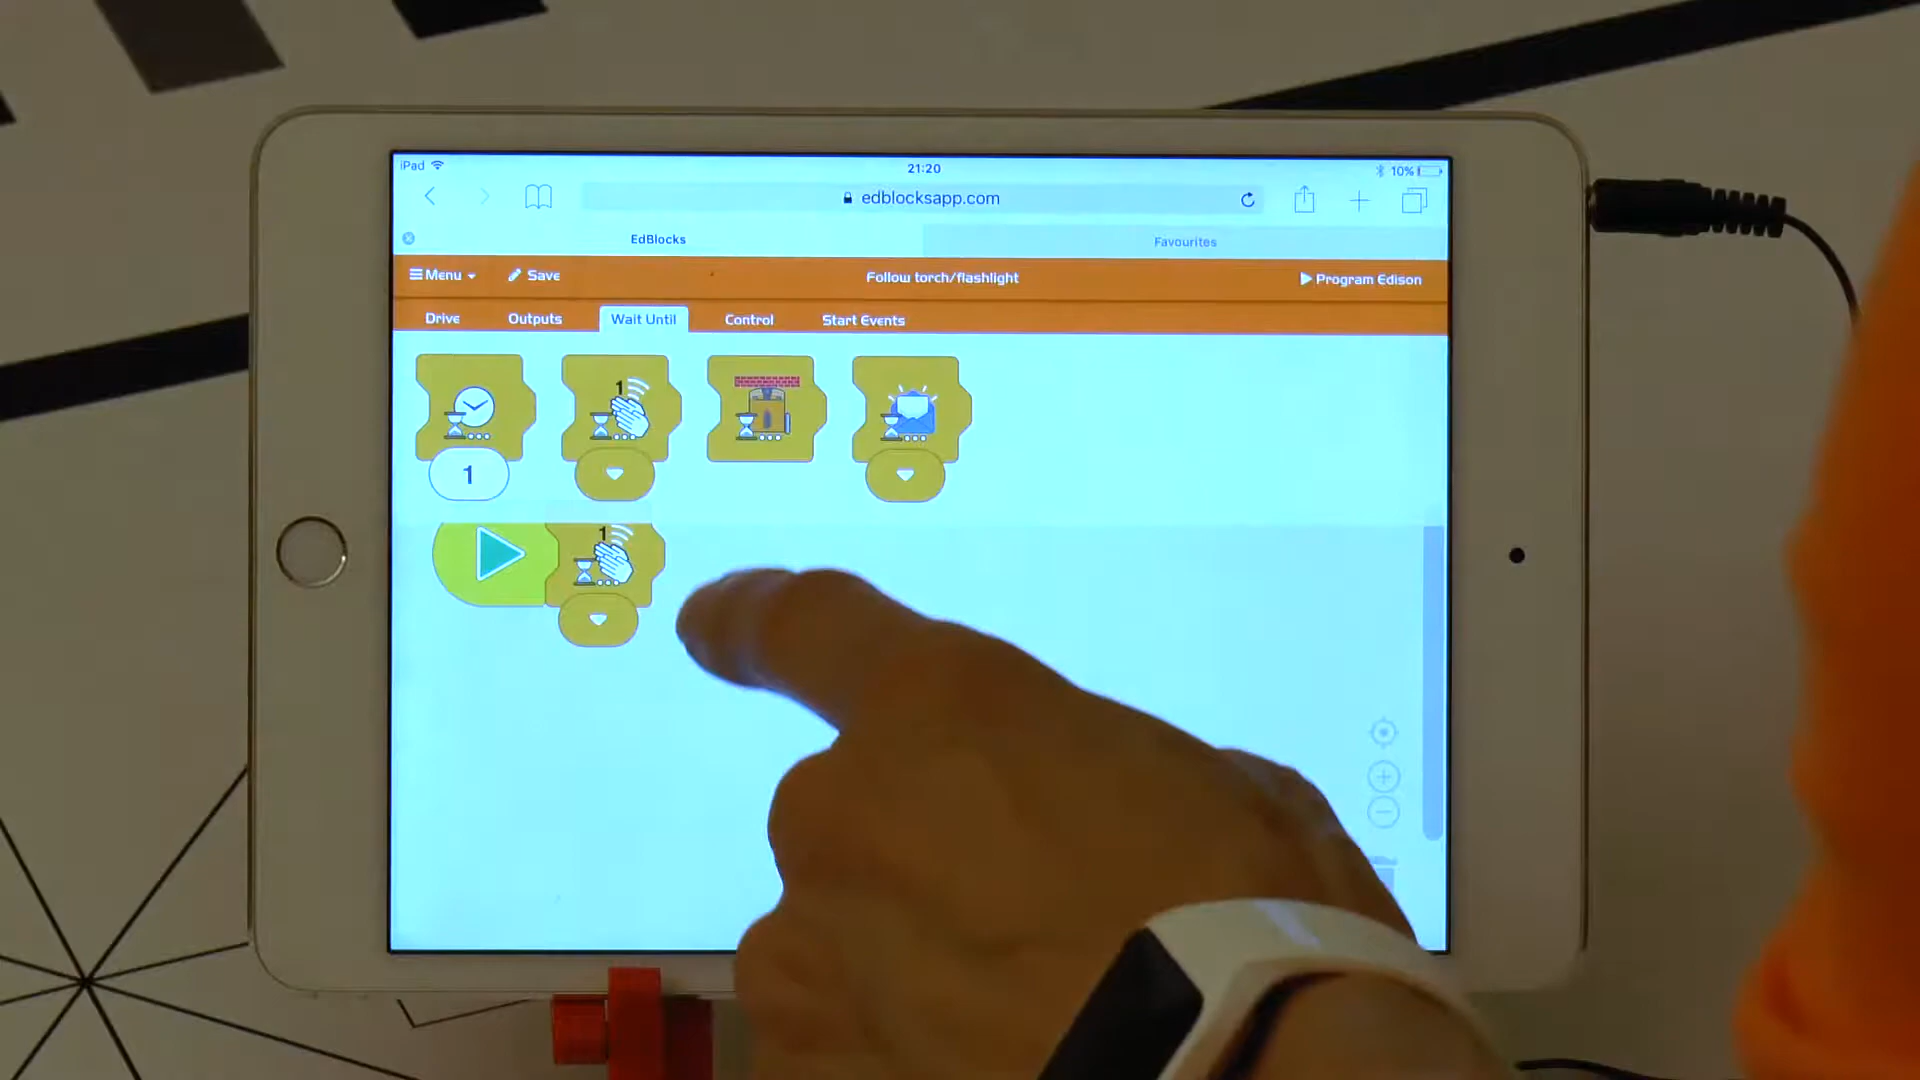 iPad 21:20 10%
edblocksapp.com
EdBlocks Favourites
Menu Save Follow torch/flashlight Program Edison
Drive Outputs Wait Until Control Start Events
1
1
1